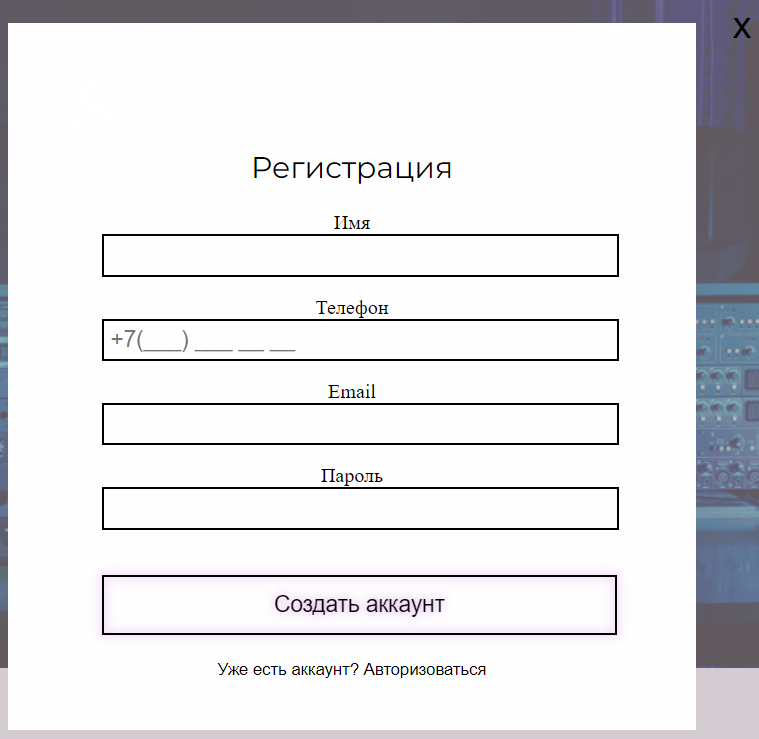 X
Регистрация
Имя
Телефон
+7(___) ___ __ __
Email
Пароль
Создать аккаунт
Уже есть аккаунт? Авторизоваться